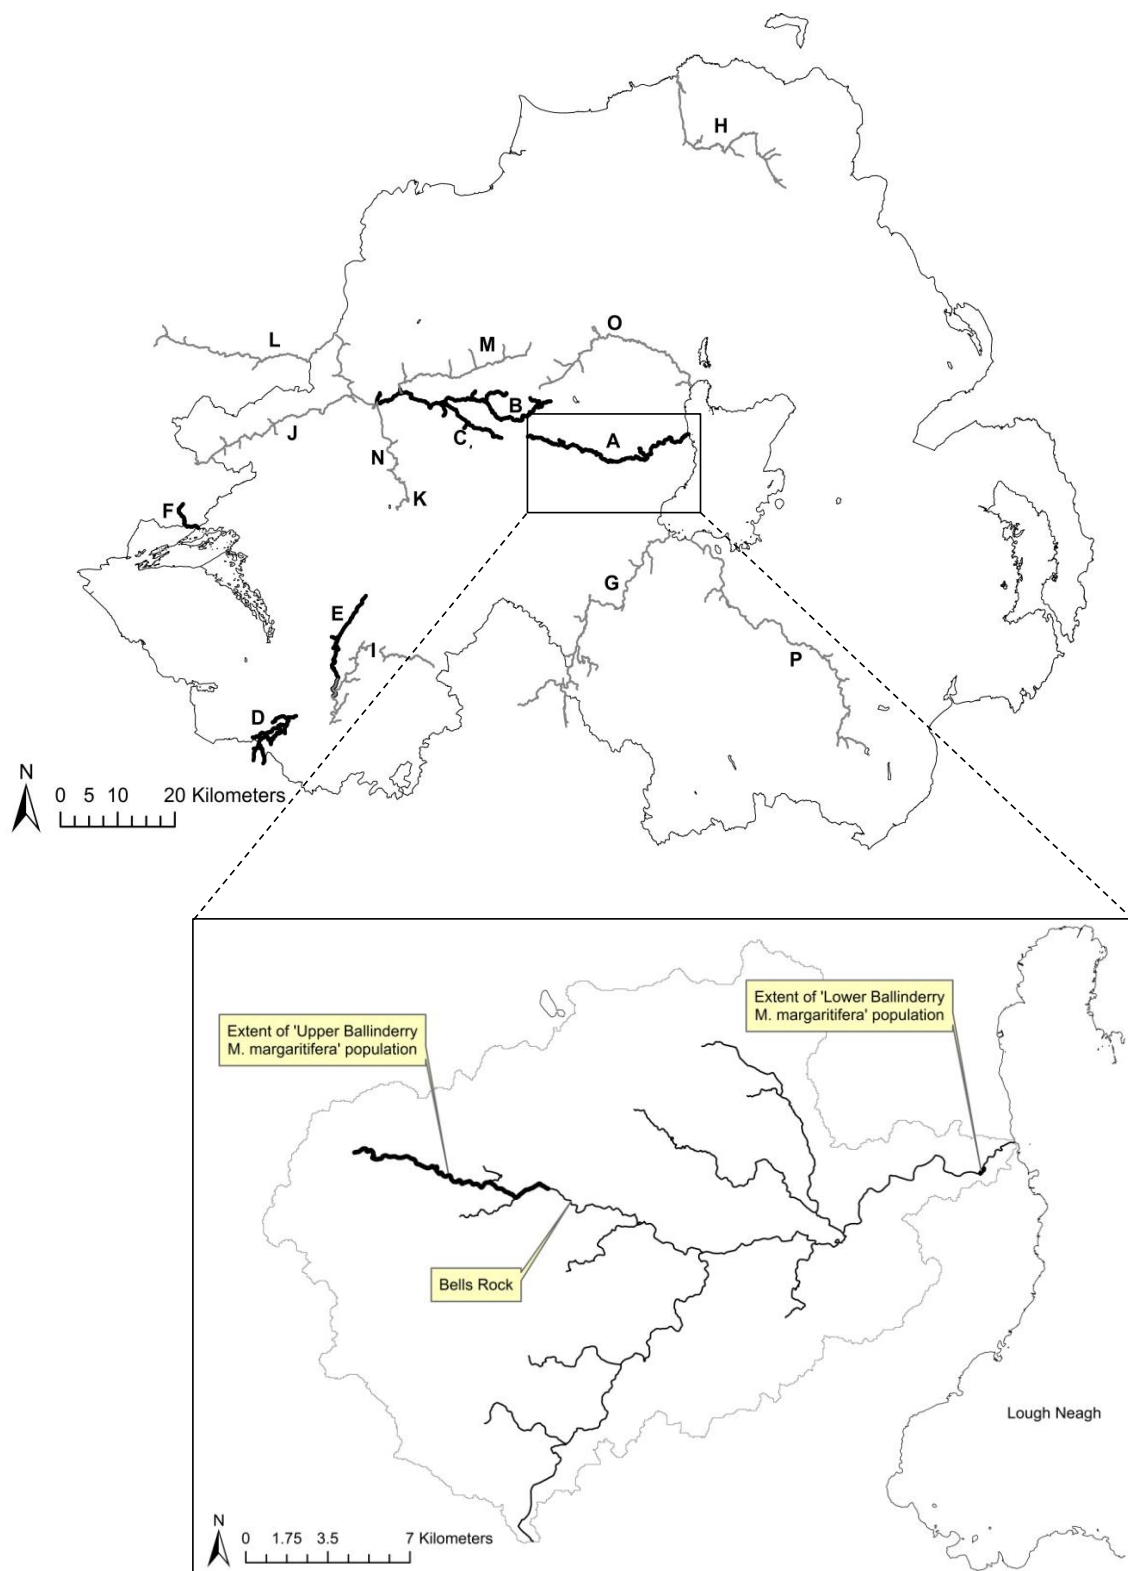 H
O
L
M
B
A
C
J
N
K
F
G
E
I
P
D
N
0 5 10 20 Kilometers
Extent of 'Lower Ballinderry
M. margaritifera' population
Extent of 'Upper Ballinderry
M. margaritifera' population
Bells Rock
Lough Neagh
N
0 1.75 3.5 7 Kilometers